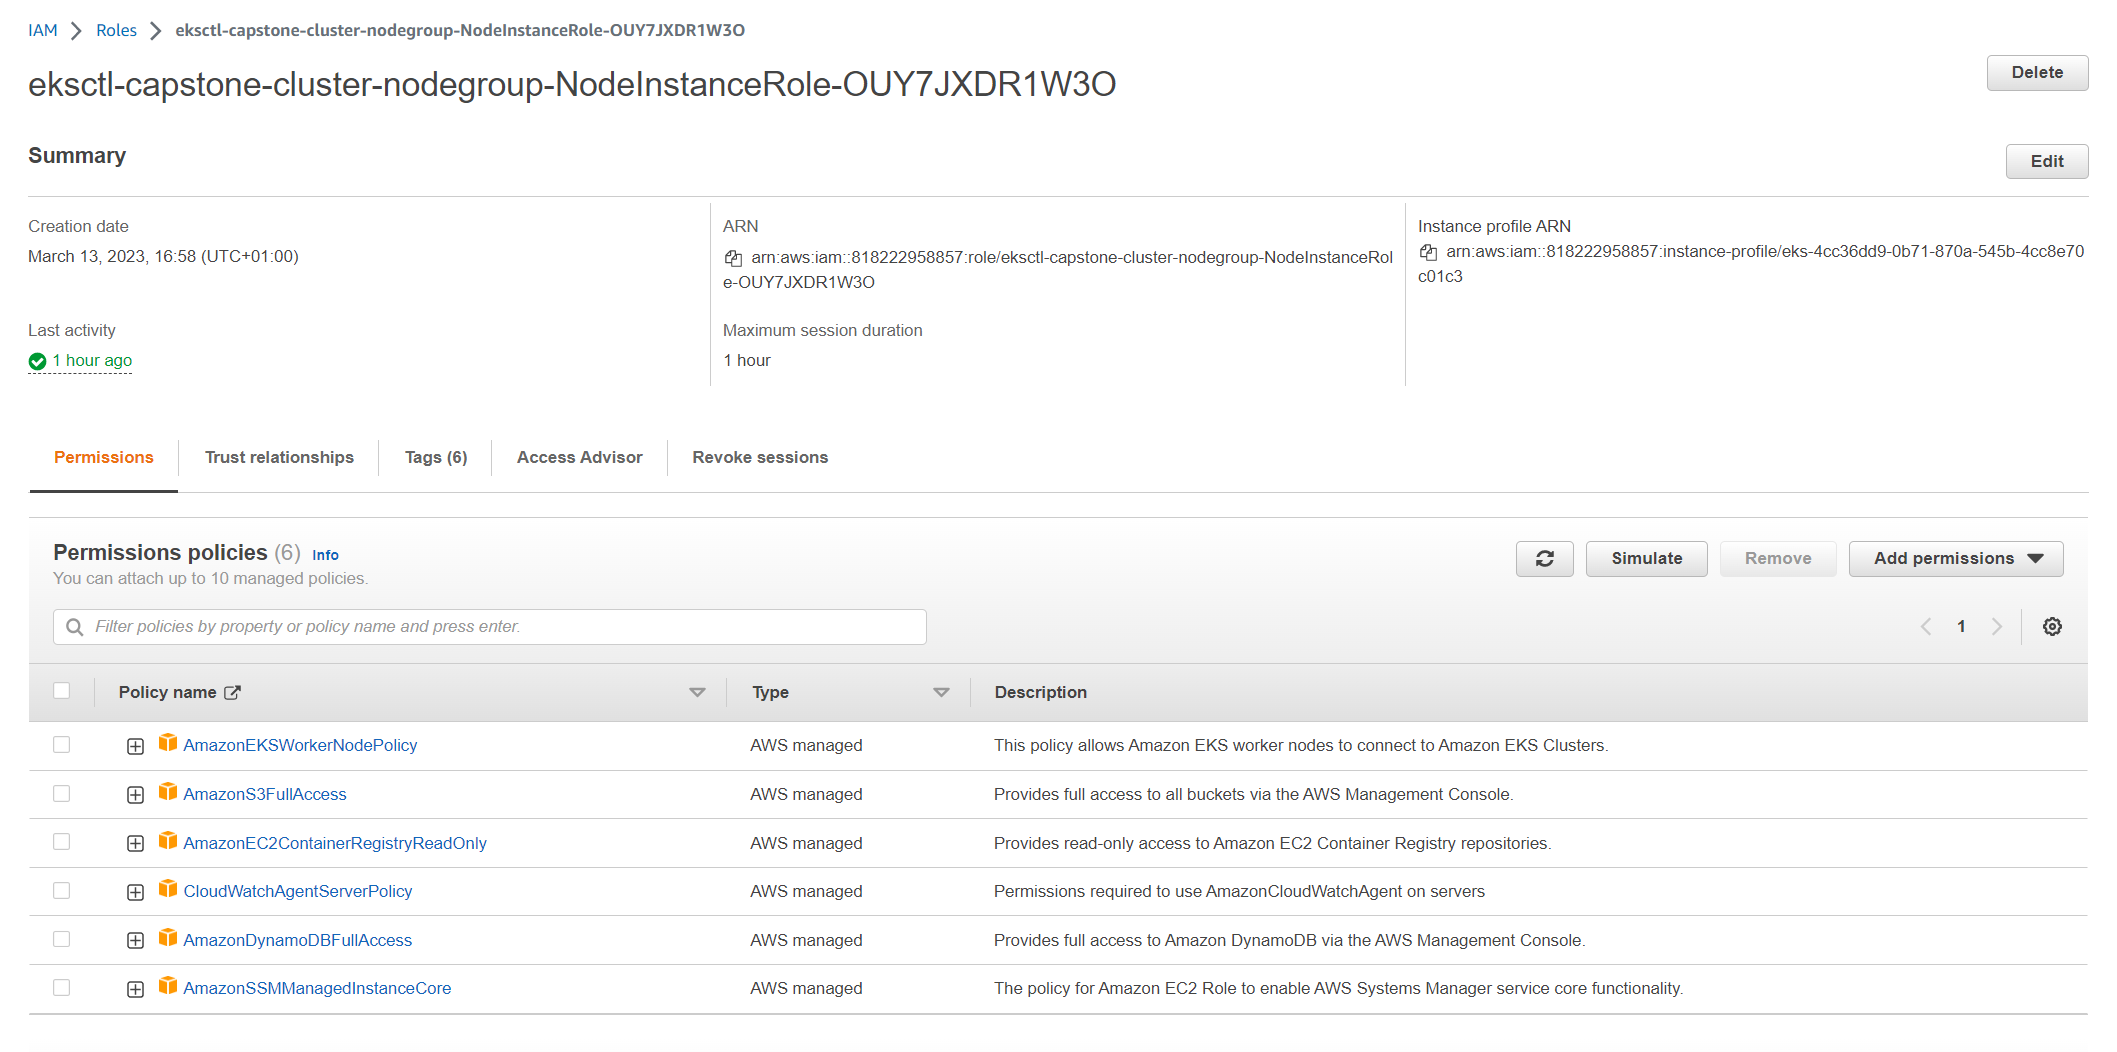 IAM > Roles > eksctl-capstone-cluster-nodegroup-NodeInstanceRole-OUY7JXDR1W3O
eksctl-capstone-cluster-nodegroup-NodeInstanceRole-OUY7JXDR1W3O
Delete
Summary
Edit
Creation date
March 13, 2023, 16:58 (UTC+01:00)
ARN
arn:aws:iam::818222958857:role/eksctl-capstone-cluster-nodegroup-NodeInstanceRol
e-OUY7JXDR1W3O
Instance profile ARN
arn:aws:iam::818222958857:instance-profile/eks-4cc36dd9-0b71-870a-545b-4cc8e70
c01c3
Last activity
1 hour ago
Maximum session duration
1 hour
Permissions
Trust relationships
Tags (6)
Access Advisor
Revoke sessions
Permissions policies (6) Info
You can attach up to 10 managed policies.
Simulate
Remove
Add permissions
Filter policies by property or policy name and press enter.
1
Policy name Type Description
AmazonEKSWorkerNodePolicy AWS managed This policy allows Amazon EKS worker nodes to connect to Amazon EKS Clusters.
AmazonS3FullAccess AWS managed Provides full access to all buckets via the AWS Management Console.
AmazonEC2ContainerRegistryReadOnly AWS managed Provides read-only access to Amazon EC2 Container Registry repositories.
CloudWatchAgentServerPolicy AWS managed Permissions required to use AmazonCloudWatchAgent on servers
AmazonDynamoDBFullAccess AWS managed Provides full access to Amazon DynamoDB via the AWS Management Console.
AmazonSSMManagedInstanceCore AWS managed The policy for Amazon EC2 Role to enable AWS Systems Manager service core functionality.